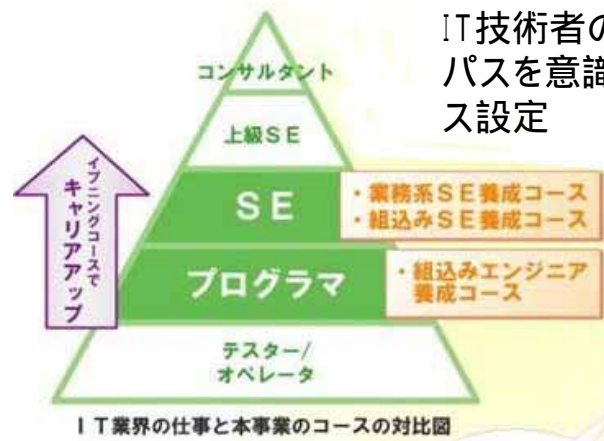 IT技術者の
パスを意識
ス設定
コンサルタント
上級SE
SE
・業務系SE養成コース
・組込みSE養成コース
プログラマ
・組込みエンジニア
養成コース
テスター/
オペレータ
イブニングコースで
キャリアアップ
IT業界の仕事と本事業のコースの対比図